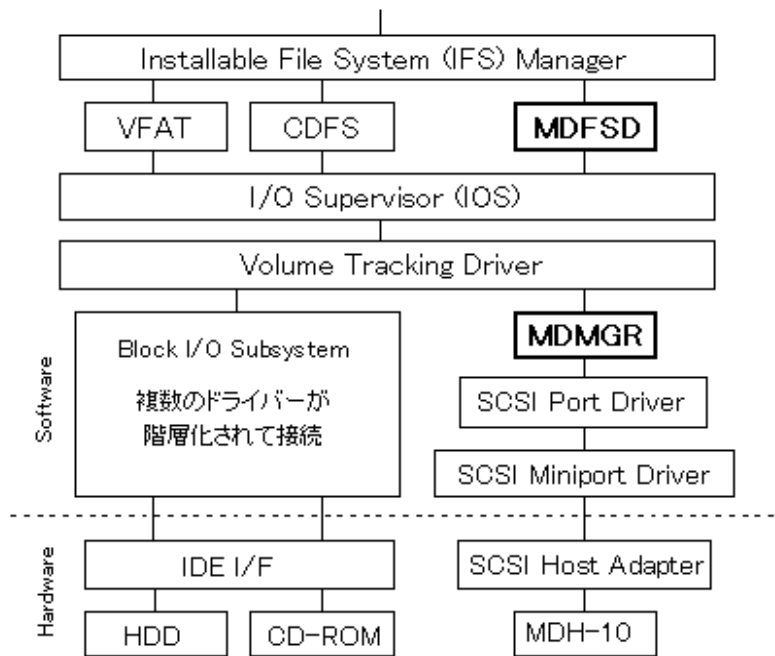 Installable File System (IFS) Manager
VFAT
CDFS
MDFSD
I/O Supervisor (IOS)
Volume Tracking Driver
Software
Block I/O Subsystem
複数のドライバーが
階層化されて接続
MDMGR
SCSI Port Driver
SCSI Miniport Driver
Hardware
IDE I/F
SCSI Host Adapter
HDD
CD-ROM
MDH-10